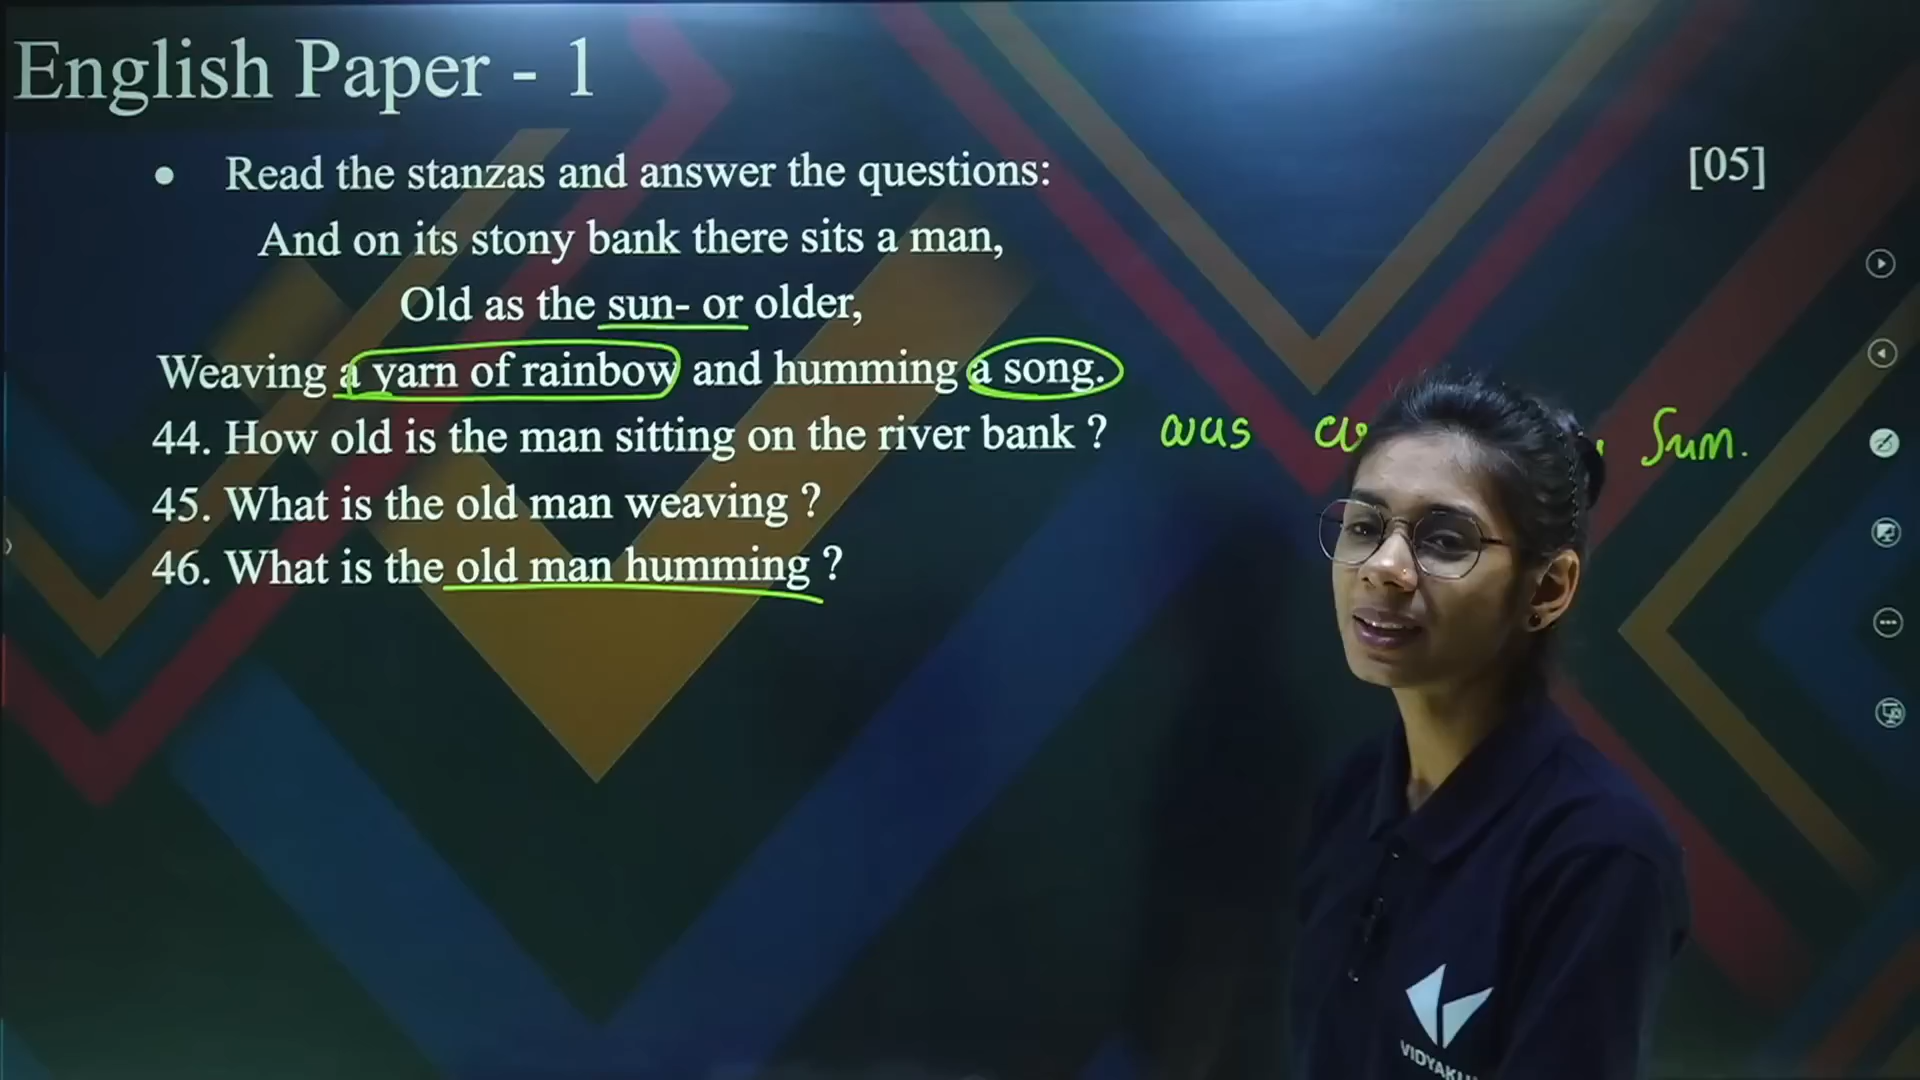 English Paper - 1
• Read the stanzas and answer the questions: [05]
And on its stony bank there sits a man,
Old as the sun- or older,
Weaving a yarn of rainbow and humming a song.
44. How old is the man sitting on the river bank ? was Sun.
45. What is the old man weaving ?
46. What is the old man humming ?